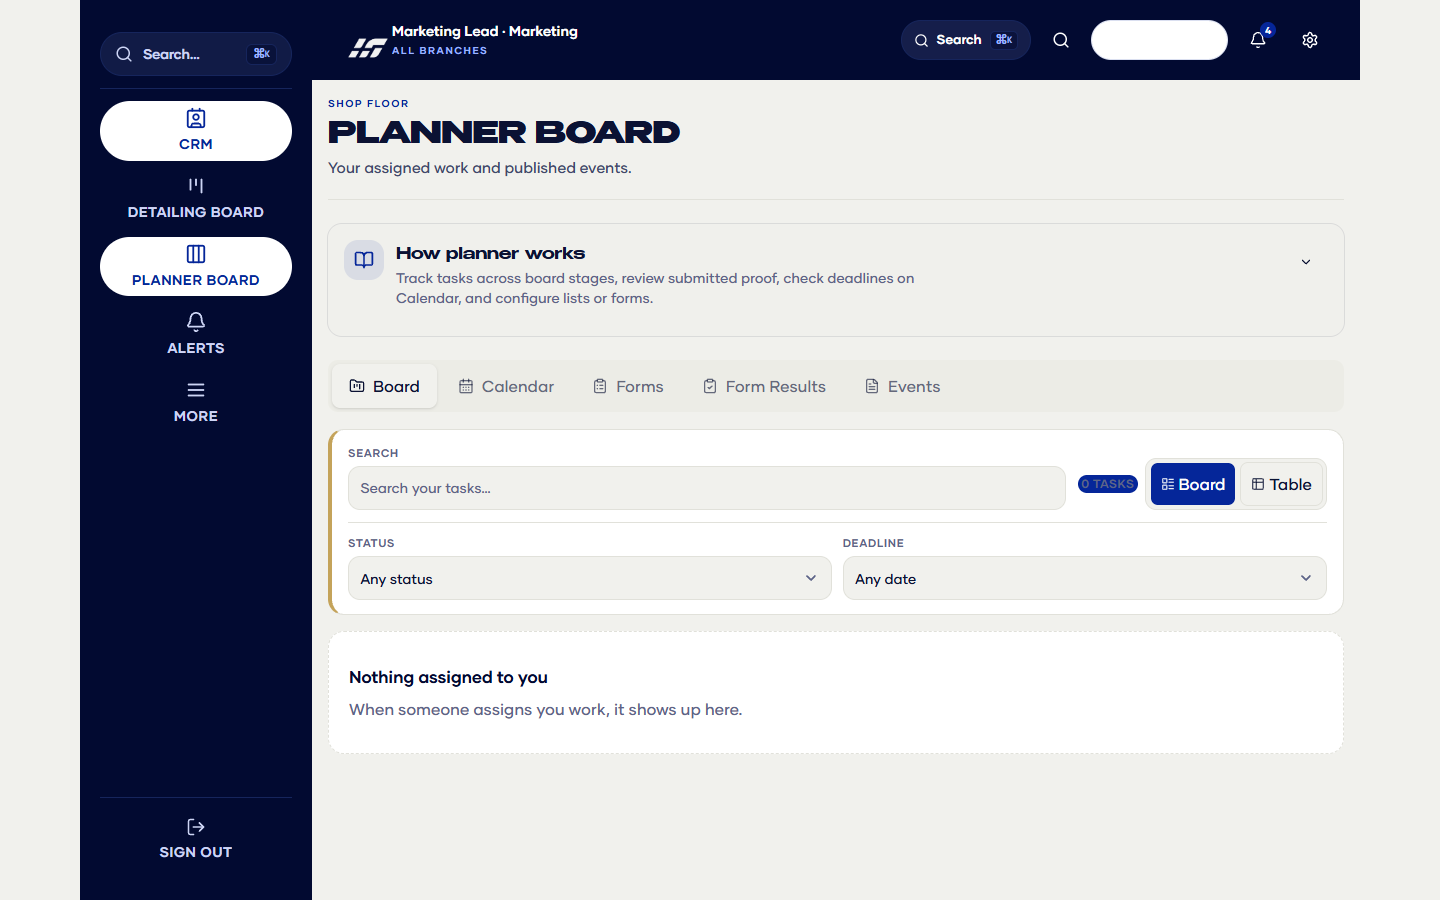 Search...
⌘K
CRM
DETAILING BOARD
PLANNER BOARD
ALERTS
MORE
SIGN OUT
Marketing Lead · Marketing
ALL BRANCHES
Search
⌘K
4
SHOP FLOOR
PLANNER BOARD
Your assigned work and published events.
How planner works
Track tasks across board stages, review submitted proof, check deadlines on
Calendar, and configure lists or forms.
Board
Calendar
Forms
Form Results
Events
SEARCH
Search your tasks...
0 TASKS
Board
Table
STATUS
DEADLINE
Any status
Any date
Nothing assigned to you
When someone assigns you work, it shows up here.